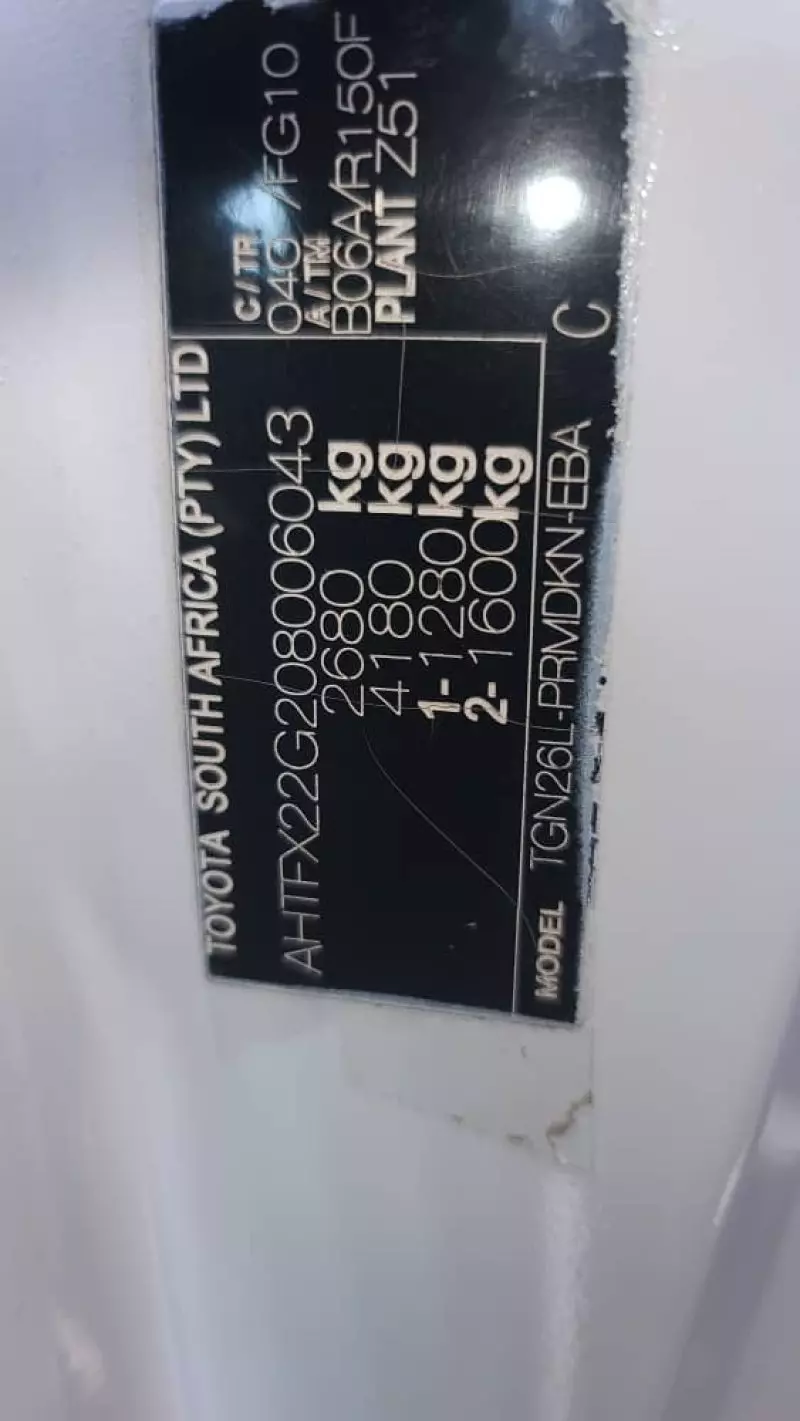 TOYOTA SOUTH AFRICA (PTY) LTD
AHTFX22G208006043
2680 kg
4180 kg
1- 1280 kg
2- 1600 kg
MODEL TGN26L-PRMDKN-EBA C
C/TR
040 /FG10
A/TM
B06A/R150F
PLANT Z51